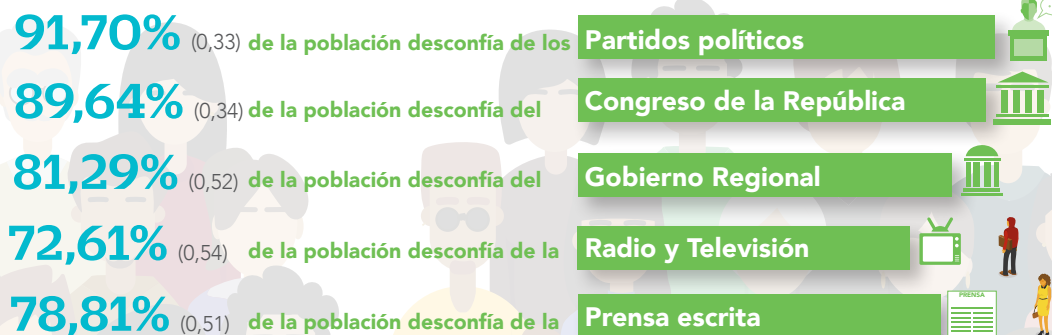 91,70% (0,33) de la población desconfía de los Partidos políticos
89,64% (0,34) de la población desconfía del Congreso de la República
81,29% (0,52) de la población desconfía del Gobierno Regional
72,61% (0,54) de la población desconfía de la Radio y Televisión
PRENSA
78,81% (0,51) de la población desconfía de la Prensa escrita